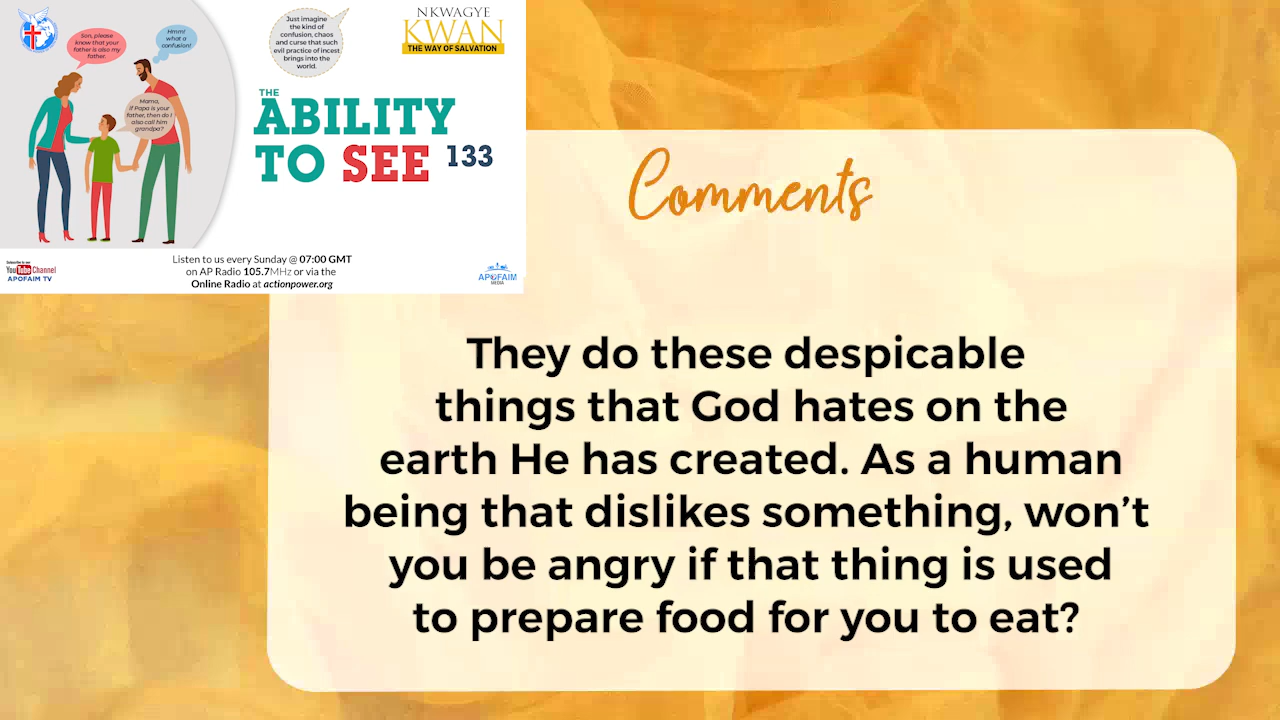 Son, please
know that your
father is also my
father.
Hmm!
what a
confusion!
Mama,
if Papa is your
father, then do I
also call him
grandpa?
Just imagine
the kind of
confusion, chaos
and curse that such
evil practice of incest
brings into the
world.
NKWAGYE
KWAN
THE WAY OF SALVATION
THE
ABILITY
TO SEE 133
Listen to us every Sunday @ 07:00 GMT
on AP Radio 105.7MHz or via the
Online Radio at actionpower.org
Subscribe to our
YouTube Channel
APOFAIM TV
APOFAIM
MEDIA
Comments
They do these despicable
things that God hates on the
earth He has created. As a human
being that dislikes something, won't
you be angry if that thing is used
to prepare food for you to eat?